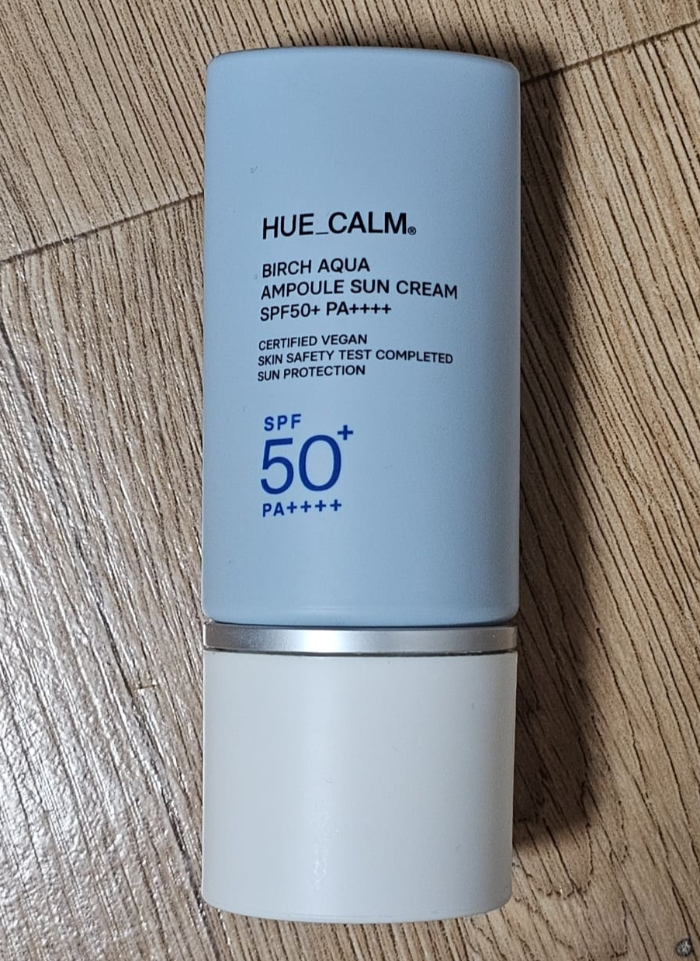 HUE_CALM®
BIRCH AQUA
AMPOULE SUN CREAM
SPF50+ PA++++
CERTIFIED VEGAN
SKIN SAFETY TEST COMPLETED
SUN PROTECTION
SPF
50+
PA++++